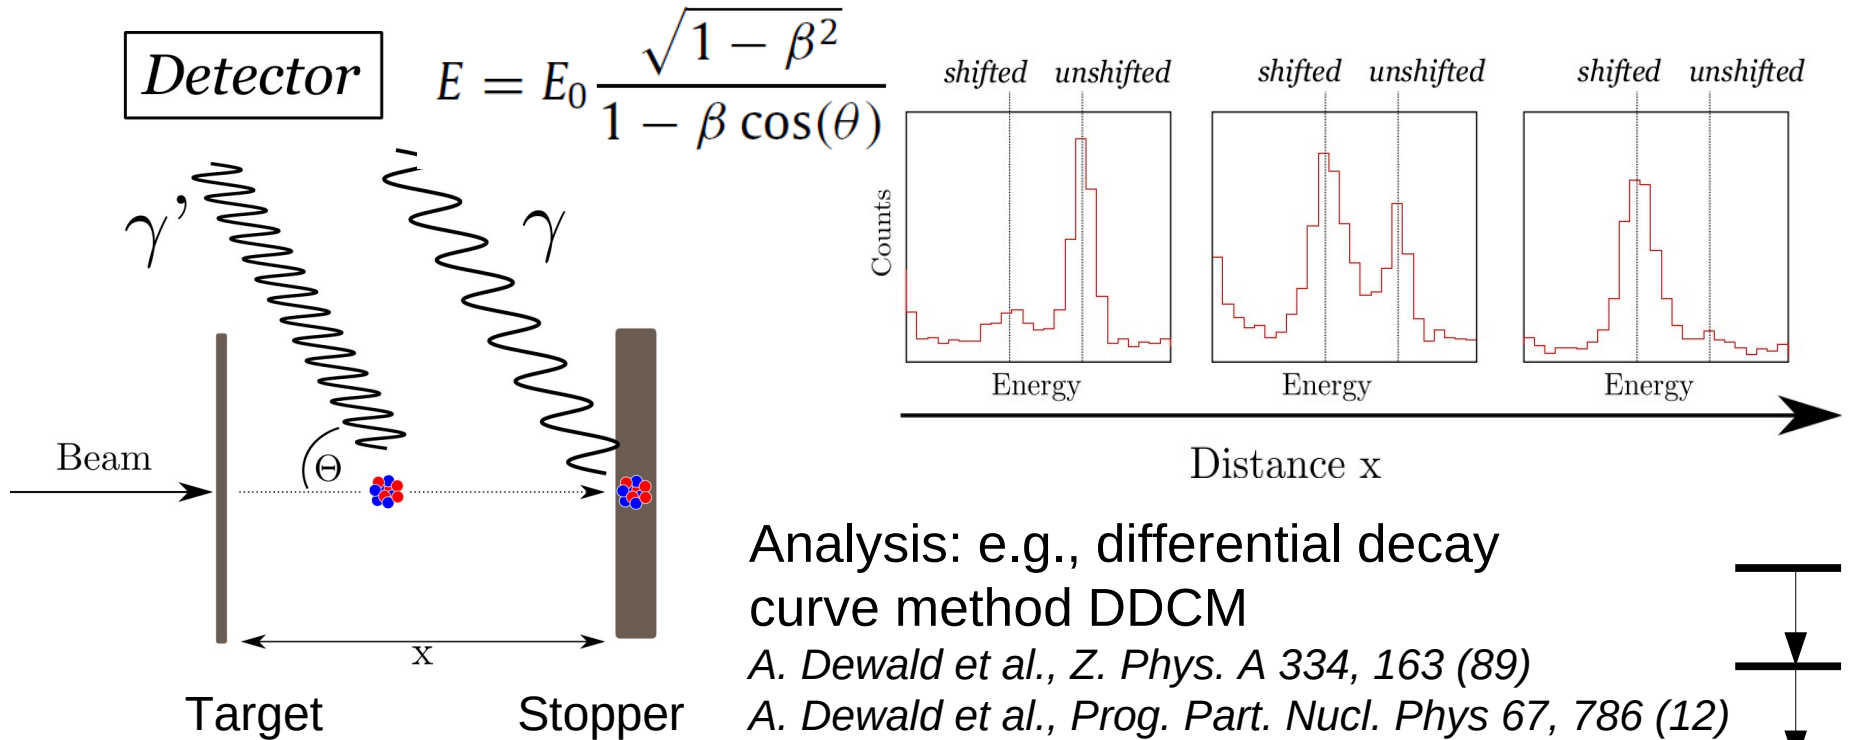 Detector
E = E₀ √(1 − β²) / (1 − β cos(θ))
γ’
γ
Beam
Θ
x
Target
Stopper
shifted unshifted
shifted unshifted
shifted unshifted
Counts
Energy
Energy
Energy
Distance x
Analysis: e.g., differential decay
curve method DDCM
A. Dewald et al., Z. Phys. A 334, 163 (89)
A. Dewald et al., Prog. Part. Nucl. Phys 67, 786 (12)